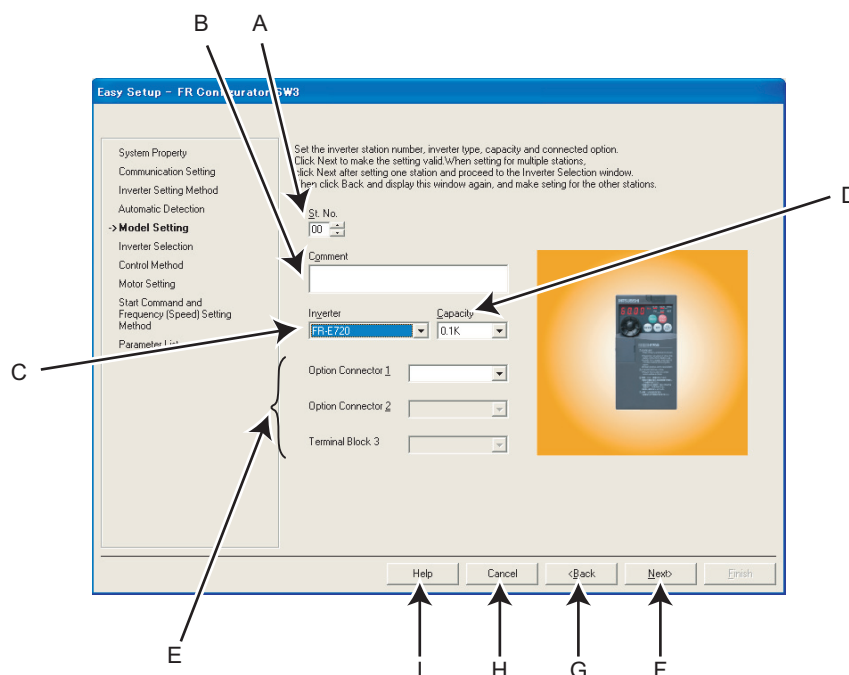 B A
Easy Setup - FR Configurator SW3
System Property
Communication Setting
Inverter Setting Method
Automatic Detection
-> Model Setting
Inverter Selection
Control Method
Motor Setting
Start Command and
Frequency (Speed) Setting
Method
Parameter List
Set the inverter station number, inverter type, capacity and connected option.
Click Next to make the setting valid.When setting for multiple stations,
click Next after setting one station and proceed to the Inverter Selection window.
Then click Back and display this window again, and make seting for the other stations.
D
St. No.
00
Comment
Inverter Capacity
FR-E720 0.1K
C
Option Connector 1
Option Connector 2
Terminal Block 3
Help Cancel <Back Next> Finish
E
I H G F